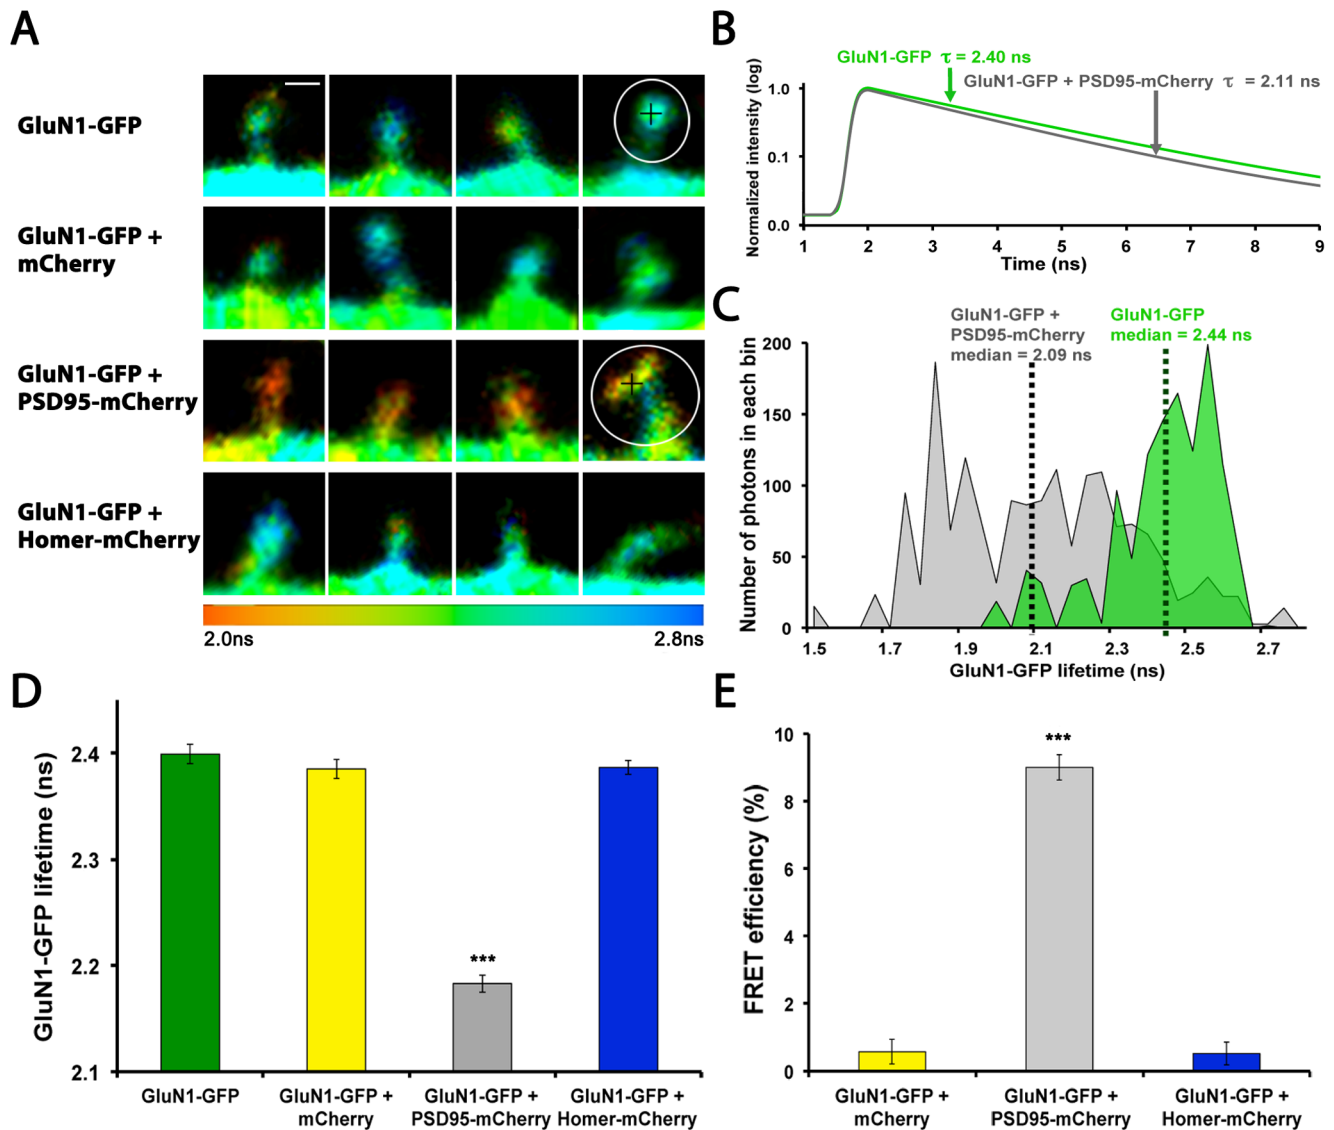 A
GluN1-GFP
GluN1-GFP +
mCherry
GluN1-GFP +
PSD95-mCherry
GluN1-GFP +
Homer-mCherry
2.0ns 2.8ns
B
GluN1-GFP τ = 2.40 ns
GluN1-GFP + PSD95-mCherry τ = 2.11 ns
Normalized intensity (log)
1.0
0.1
0.0
1 2 3 4 5 6 7 8 9
Time (ns)
C
GluN1-GFP +
PSD95-mCherry
median = 2.09 ns
GluN1-GFP
median = 2.44 ns
Number of photons in each bin
200
150
100
50
0
1.5 1.7 1.9 2.1 2.3 2.5 2.7
GluN1-GFP lifetime (ns)
D
GluN1-GFP lifetime (ns)
2.4
2.3
2.2
2.1
***
GluN1-GFP
GluN1-GFP +
mCherry
GluN1-GFP +
PSD95-mCherry
GluN1-GFP +
Homer-mCherry
E
FRET efficiency (%)
10
8
6
4
2
0
***
GluN1-GFP +
mCherry
GluN1-GFP +
PSD95-mCherry
GluN1-GFP +
Homer-mCherry